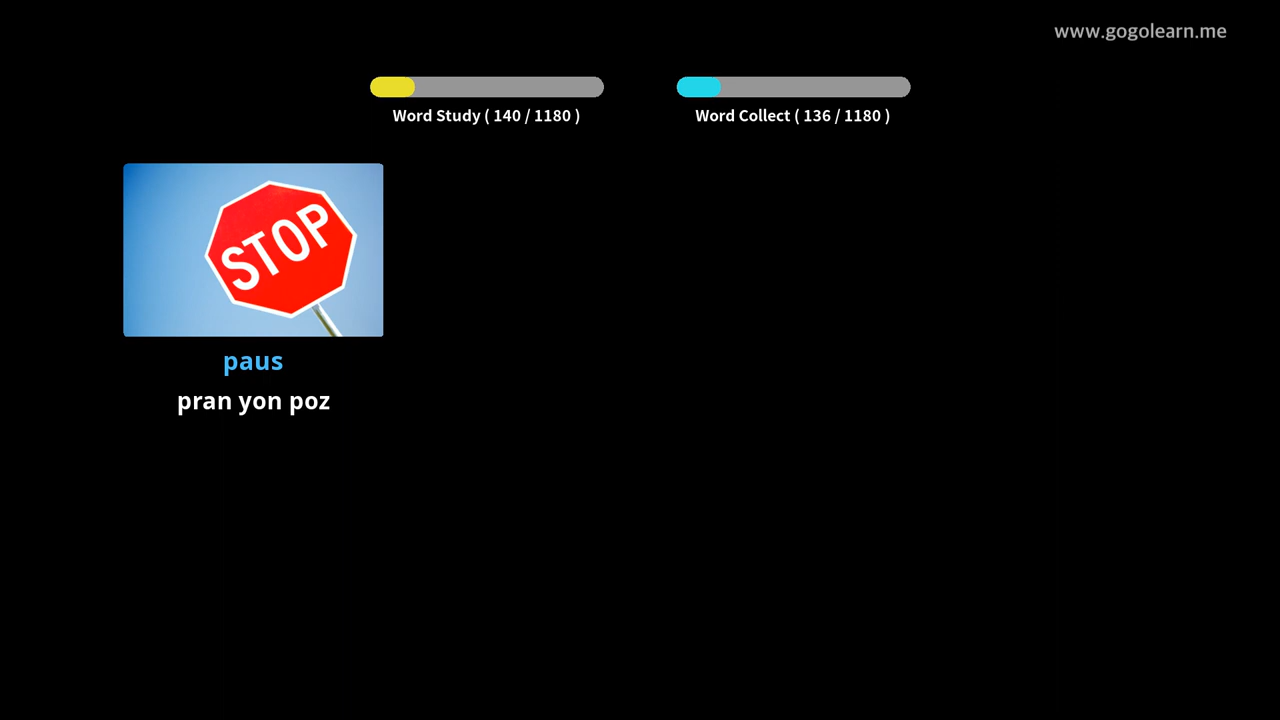 www.gogolearn.me
Word Study ( 140 / 1180 )
Word Collect ( 136 / 1180 )
STOP
paus
pran yon poz